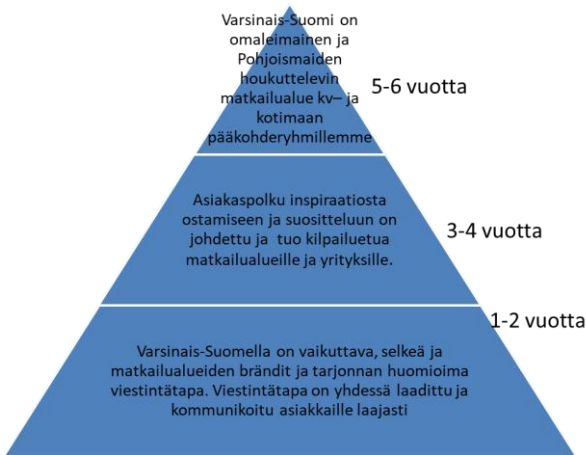 Varsinais-Suomi on
omaleimainen ja
Pohjoismaiden
houkuttelevin
matkailualue kv– ja
kotimaan
pääkohderyhmillemme
5-6 vuotta
Asiakaspolku inspiraatiosta
ostamiseen ja suositteluun on
johdettu ja tuo kilpailuetua
matkailualueille ja yrityksille.
3-4 vuotta
1-2 vuotta
Varsinais-Suomella on vaikuttava, selkeä ja
matkailualueiden brändit ja tarjonnan huomioima
viestintätapa. Viestintätapa on yhdessä laadittu ja
kommunikoitu asiakkaille laajasti